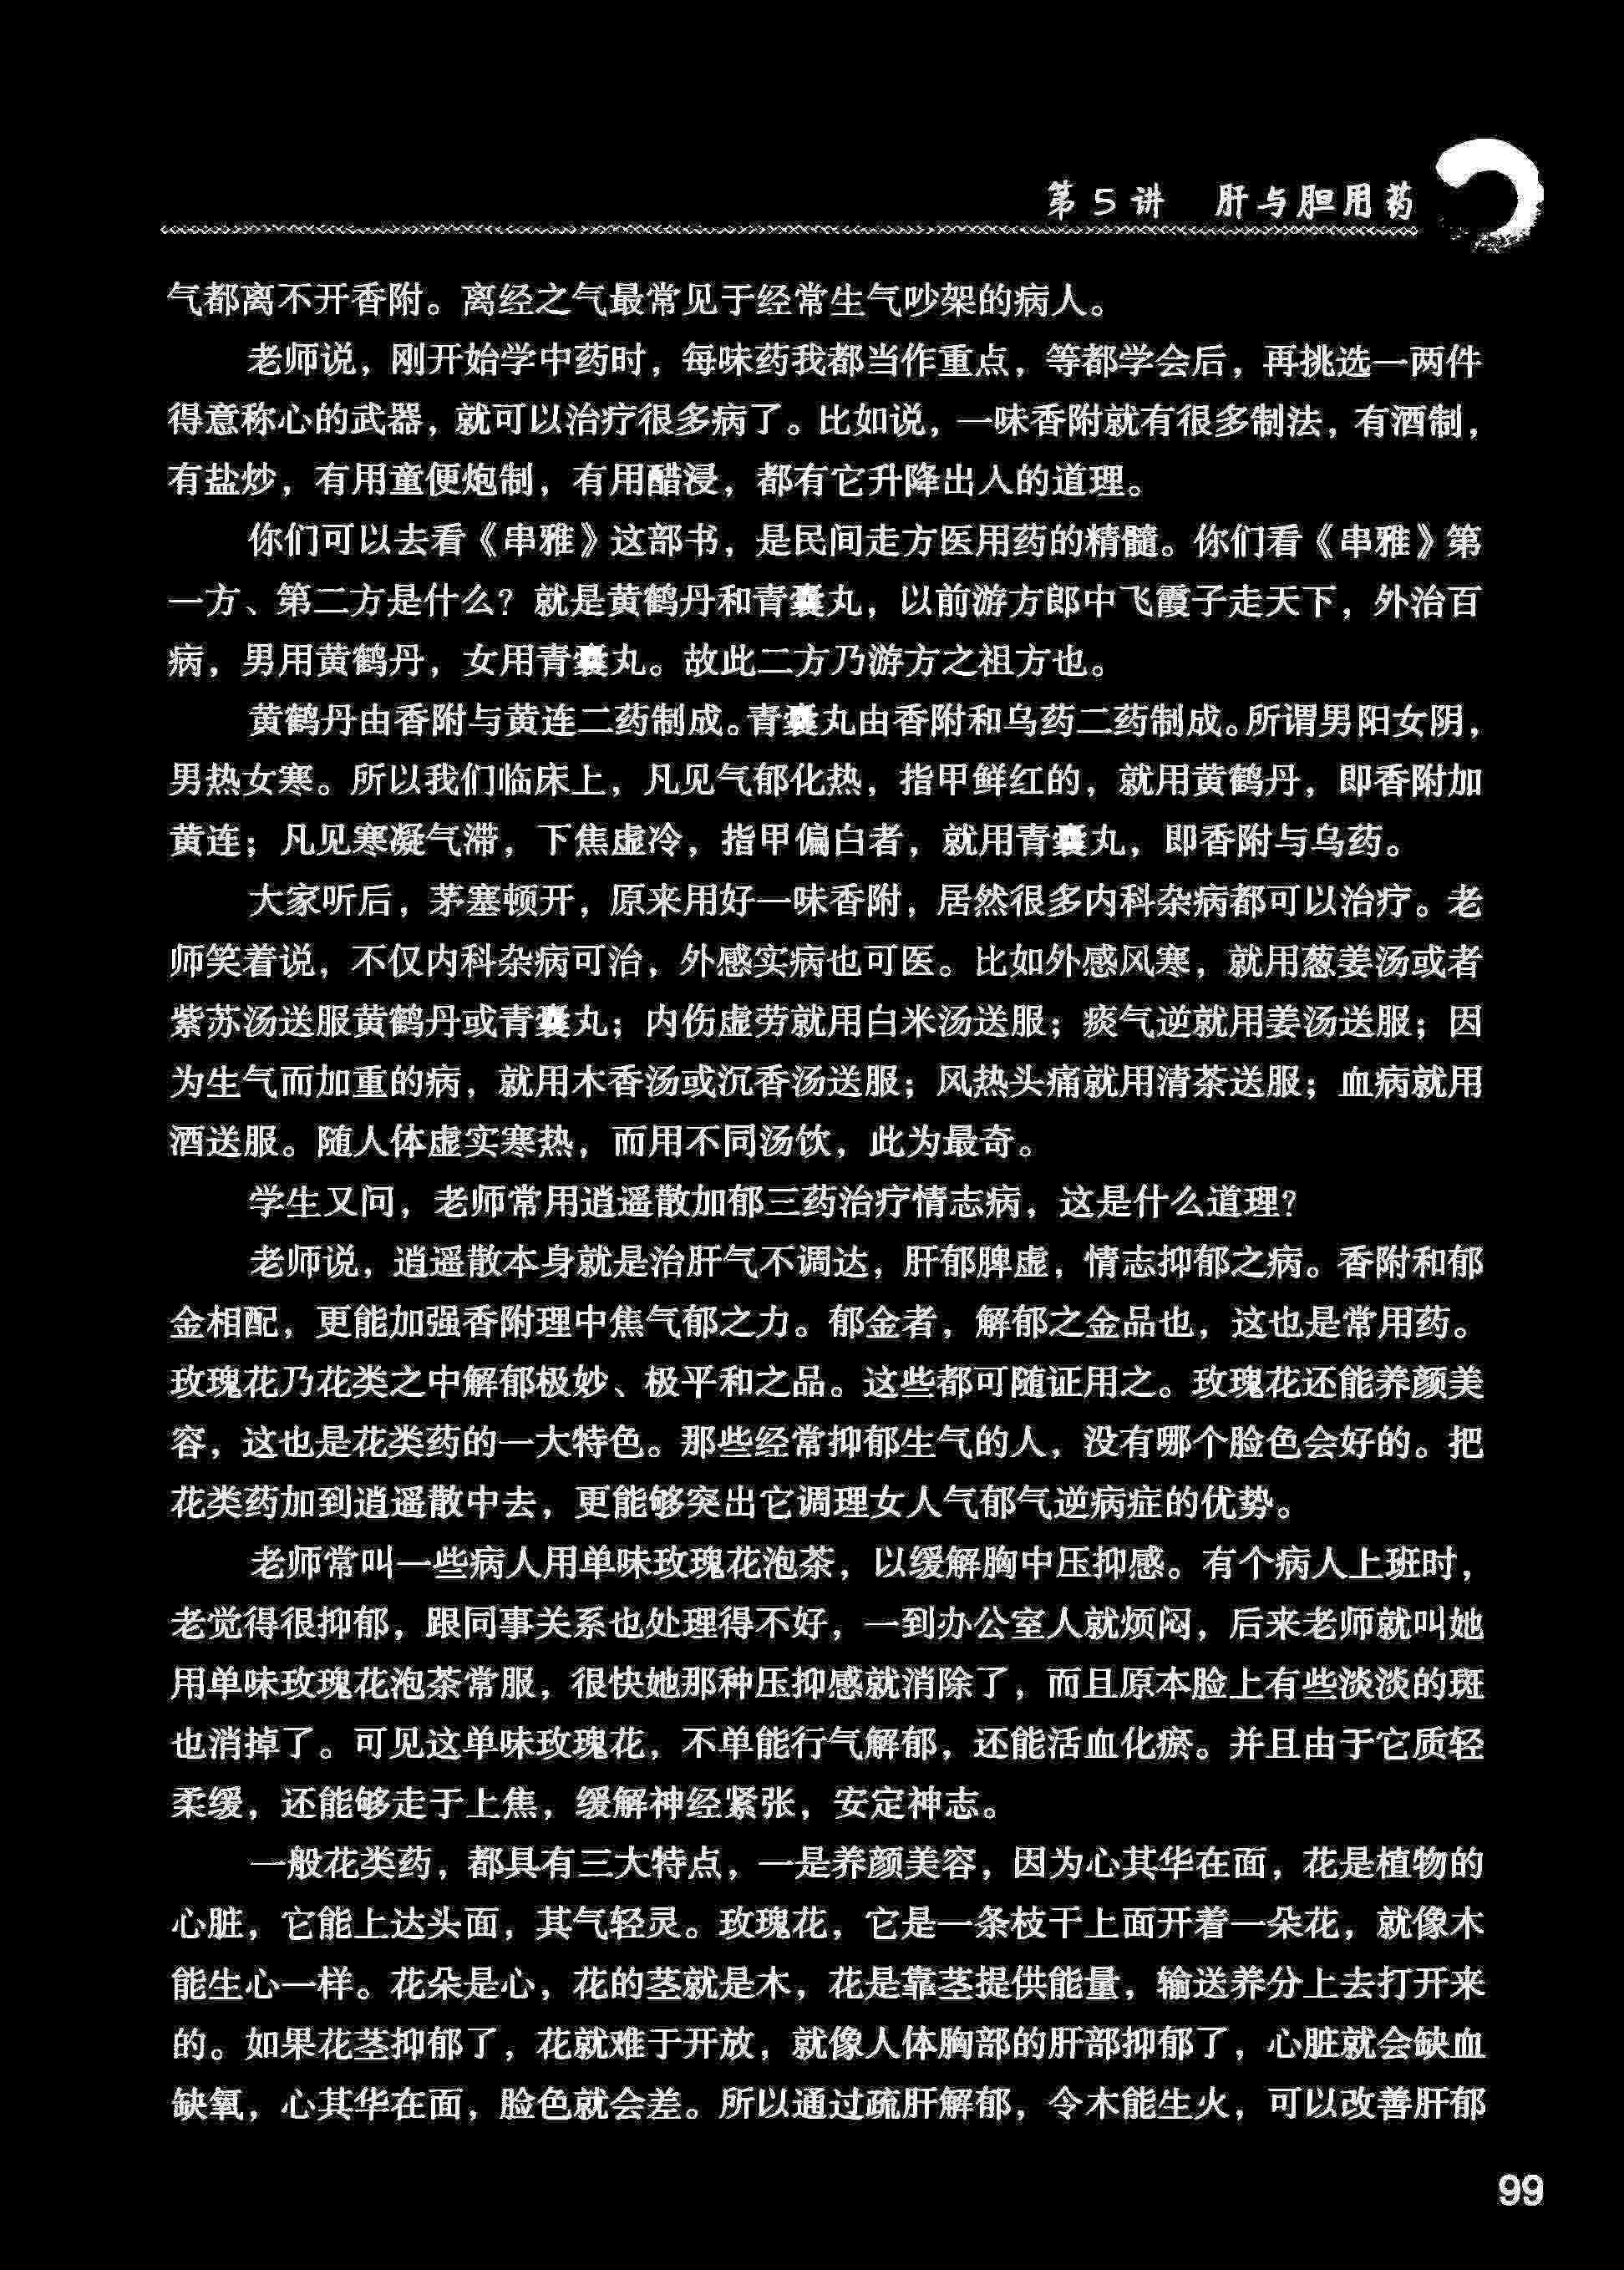 第5讲 肝与胆用药
气都离不开香附。离经之气最常见于经常生气吵架的病人。
老师说，刚开始学中药时，每味药我都当作重点，等都学会后，再挑选一两件
得意称心的武器，就可以治疗很多病了。比如说，一味香附就有很多制法，有酒制，
有盐炒，有用童便炮制，有用醋浸，都有它升降出入的道理。
你们可以去看《串雅》这部书，是民间走方医用药的精髓。你们看《串雅》第
一方、第二方是什么？就是黄鹤丹和青囊丸，以前游方郎中飞霞子走天下，外治百
病，男用黄鹤丹，女用青囊丸。故此二方乃游方之祖方也。
黄鹤丹由香附与黄连二药制成。青囊丸由香附和乌药二药制成。所谓男阳女阴，
男热女寒。所以我们临床上，凡见气郁化热，指甲鲜红的，就用黄鹤丹，即香附加
黄连；凡见寒凝气滞，下焦虚冷，指甲偏白者，就用青囊丸，即香附与乌药。
大家听后，茅塞顿开，原来用好一味香附，居然很多内科杂病都可以治疗。老
师笑着说，不仅内科杂病可治，外感实病也可医。比如外感风寒，就用葱姜汤或者
紫苏汤送服黄鹤丹或青囊丸；内伤虚劳就用白米汤送服；痰气逆就用姜汤送服；因
为生气而加重的病，就用木香汤或沉香汤送服；风热头痛就用清茶送服；血病就用
酒送服。随人体虚实寒热，而用不同汤饮，此为最奇。
学生又问，老师常用逍遥散加郁三药治疗情志病，这是什么道理？
老师说，逍遥散本身就是治肝气不调达，肝郁脾虚，情志抑郁之病。香附和郁
金相配，更能加强香附理中焦气郁之力。郁金者，解郁之金品也，这也是常用药。
玫瑰花乃花类之中解郁极妙、极平和之品。这些都可随证用之。玫瑰花还能养颜美
容，这也是花类药的一大特色。那些经常抑郁生气的人，没有哪个脸色会好的。把
花类药加到逍遥散中去，更能够突出它调理女人气郁气逆病症的优势。
老师常叫一些病人用单味玫瑰花泡茶，以缓解胸中压抑感。有个病人上班时，
老觉得很抑郁，跟同事关系也处理得不好，一到办公室人就烦闷，后来老师就叫她
用单味玫瑰花泡茶常服，很快她那种压抑感就消除了，而且原本脸上有些淡淡的斑
也消掉了。可见这单味玫瑰花，不单能行气解郁，还能活血化瘀。并且由于它质轻
柔缓，还能够走于上焦，缓解神经紧张，安定神志。
一般花类药，都具有三大特点，一是养颜美容，因为心其华在面，花是植物的
心脏，它能上达头面，其气轻灵。玫瑰花，它是一条枝干上面开着一朵花，就像木
能生心一样。花朵是心，花的茎就是木，花是靠茎提供能量，输送养分上去打开来
的。如果花茎抑郁了，花就难于开放，就像人体胸部的肝部抑郁了，心脏就会缺血
缺氧，心其华在面，脸色就会差。所以通过疏肝解郁，令木能生火，可以改善肝郁
99